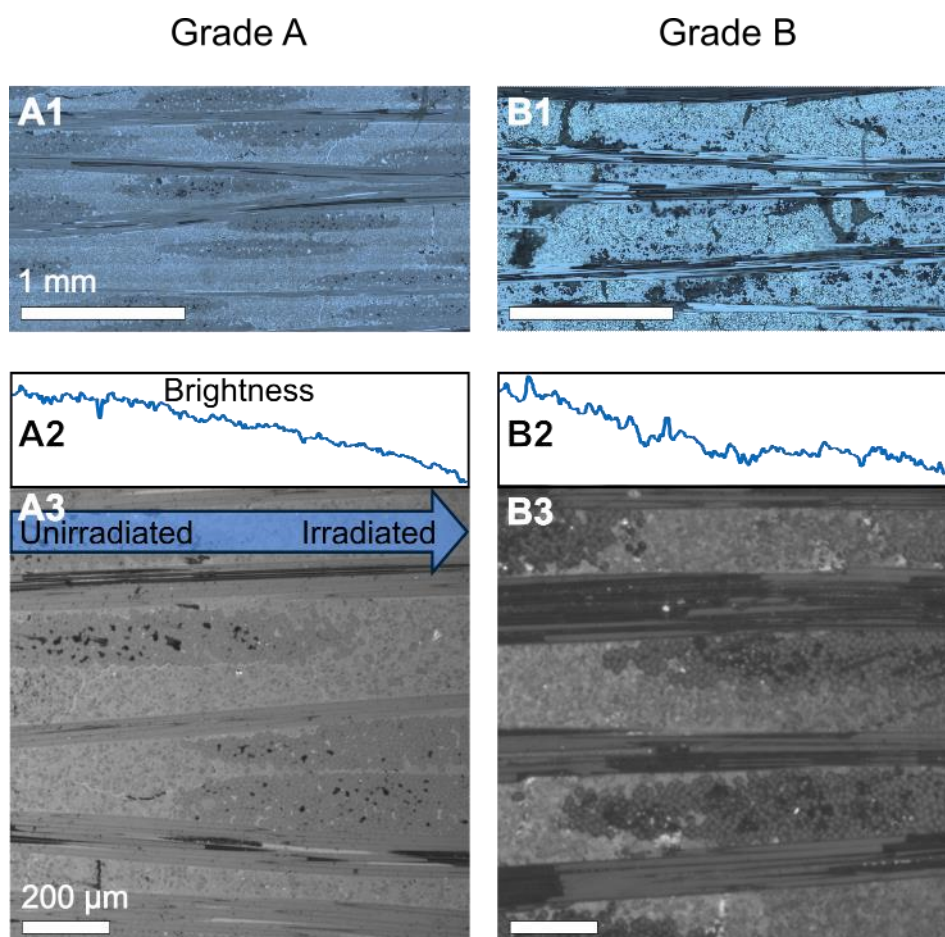 Grade A
Grade B
A1
B1
1 mm
Brightness
A2
B2
A3
B3
Unirradiated
Irradiated
200 µm